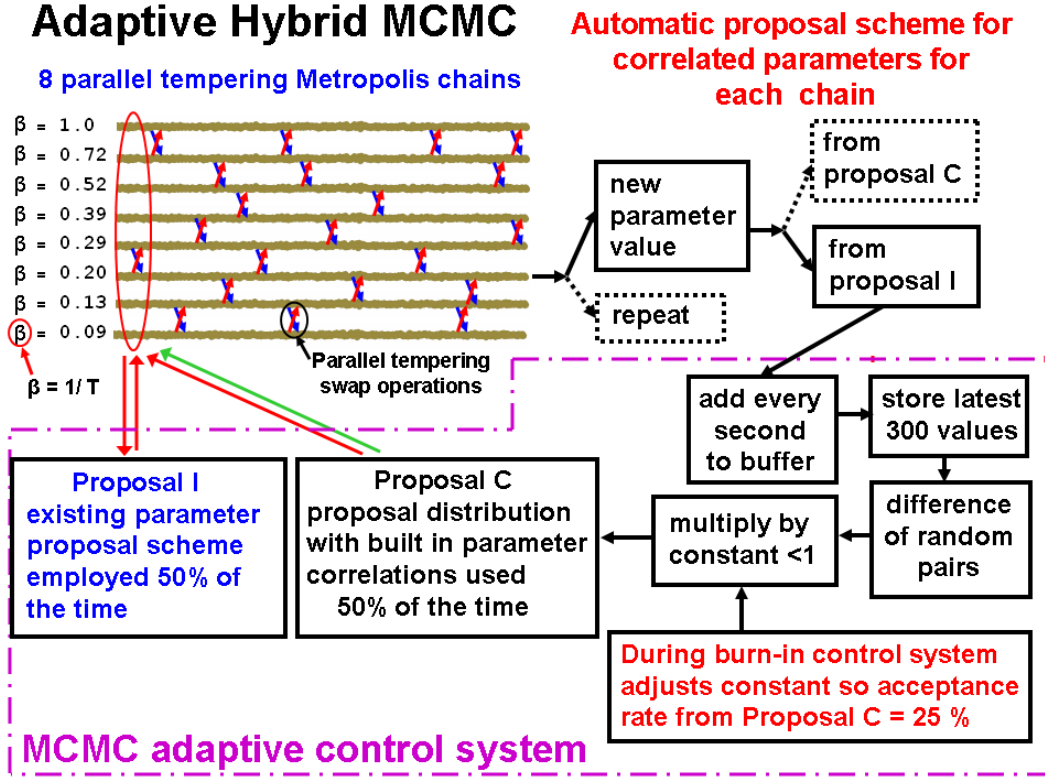 Adaptive Hybrid MCMC
8 parallel tempering Metropolis chains
β = 1.0
β = 0.72
β = 0.52
β = 0.39
β = 0.29
β = 0.20
β = 0.13
β = 0.09
β = 1/ T
Parallel tempering
swap operations
Automatic proposal scheme for
correlated parameters for
each chain
new
parameter
value
repeat
from
proposal C
from
proposal I
add every
second
to buffer
store latest
300 values
difference
of random
pairs
multiply by
constant <1
Proposal I
existing parameter
proposal scheme
employed 50% of
the time
Proposal C
proposal distribution
with built in parameter
correlations used
50% of the time
During burn-in control system
adjusts constant so acceptance
rate from Proposal C = 25 %
MCMC adaptive control system